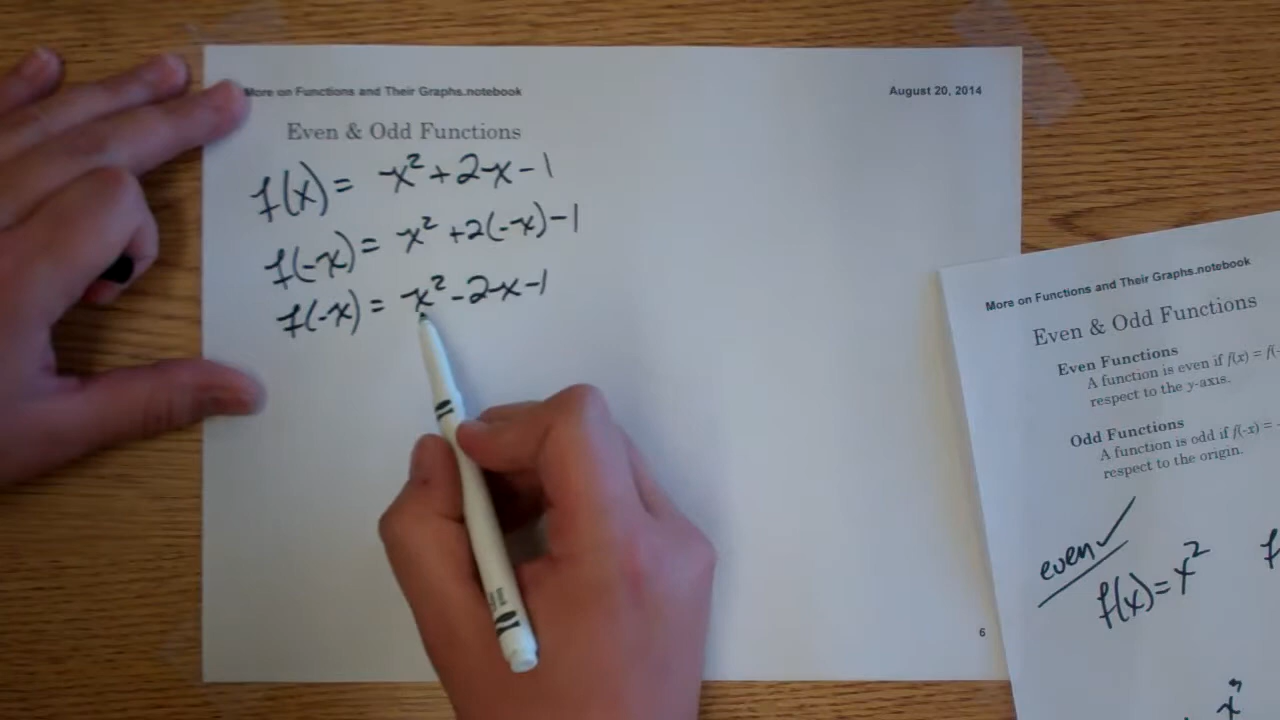 More on Functions and Their Graphs.notebook
August 20, 2014
Even & Odd Functions
f(x) = x² + 2x - 1
f(-x) = x² + 2(-x) - 1
f(-x) = x² - 2x - 1
6
More on Functions and Their Graphs.notebook
Even & Odd Functions
Even Functions
A function is even if f(x) = f(-
respect to the y-axis.
Odd Functions
A function is odd if f(-x) =
respect to the origin.
even ✓
f(x) = x²